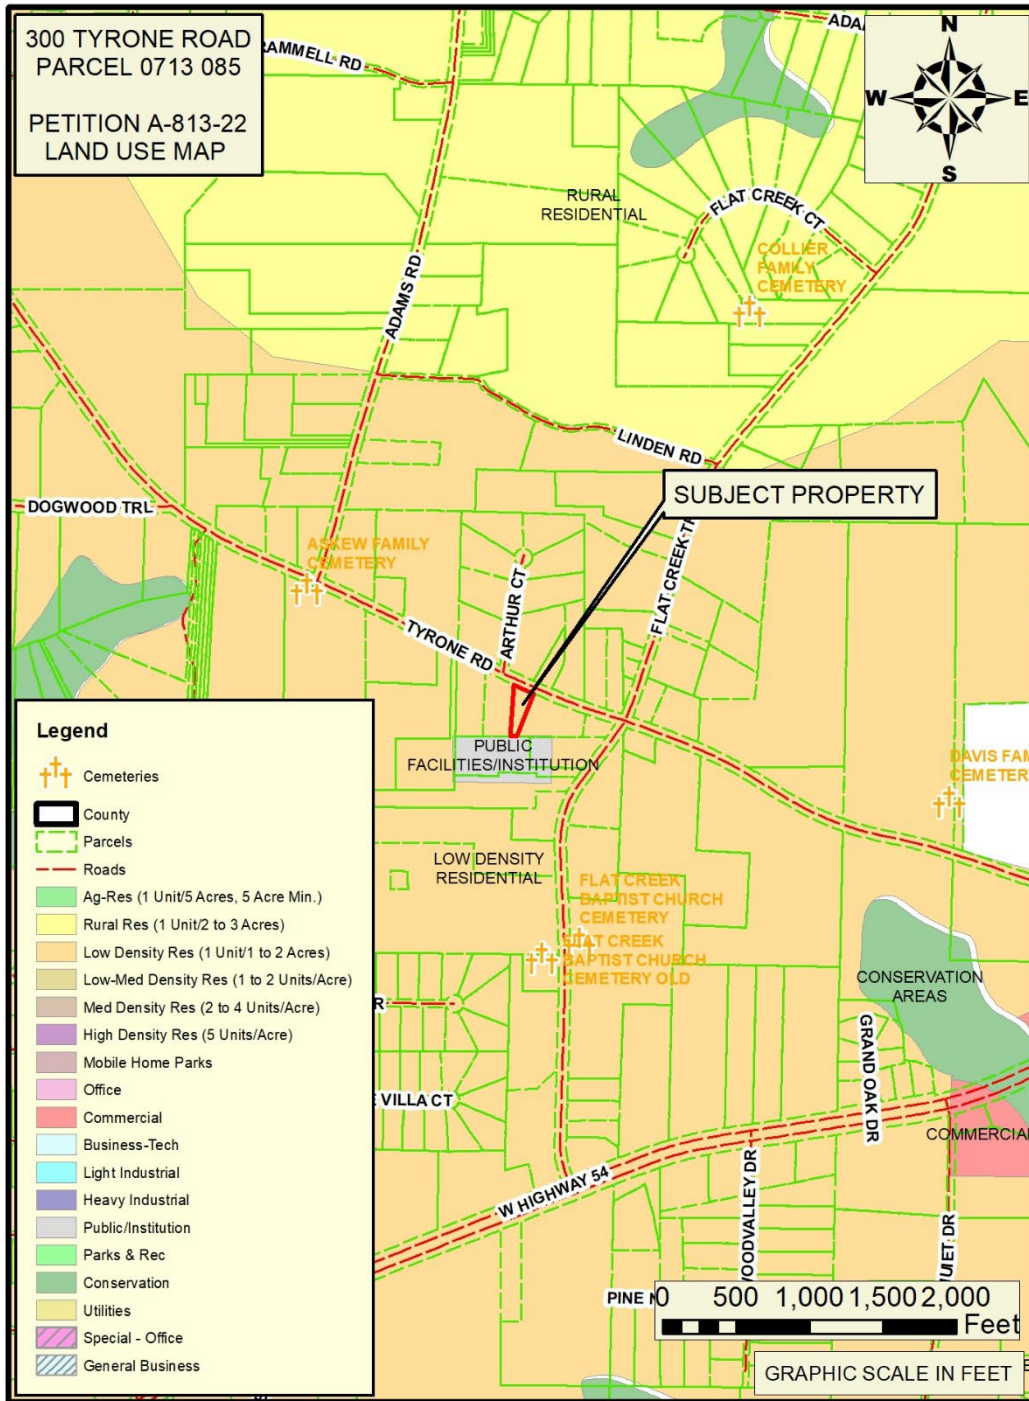 300 TYRONE ROAD
PARCEL 0713 085
PETITION A-813-22
LAND USE MAP
RAMMELL RD
ADA
N
W
E
S
RURAL
RESIDENTIAL
FLAT CREEK CT
COLLIER
FAMILY
CEMETERY
ADAMS RD
LINDEN RD
SUBJECT PROPERTY
DOGWOOD TRL
ASKEW FAMILY
CEMETERY
ARTHUR CT
FLAT CREEK TR
TYRONE RD
PUBLIC
FACILITIES/INSTITUTION
DAVIS FAM
CEMETERY
LOW DENSITY
RESIDENTIAL
FLAT CREEK
BAPTIST CHURCH
CEMETERY
FLAT CREEK
BAPTIST CHURCH
CEMETERY OLD
CONSERVATION
AREAS
R
GRAND OAK DR
E VILLA CT
COMMERCIAL
W HIGHWAY 54
WOODVALLEY DR
UIET DR
PINE
Legend
Cemeteries
County
Parcels
Roads
Ag-Res (1 Unit/5 Acres, 5 Acre Min.)
Rural Res (1 Unit/2 to 3 Acres)
Low Density Res (1 Unit/1 to 2 Acres)
Low-Med Density Res (1 to 2 Units/Acre)
Med Density Res (2 to 4 Units/Acre)
High Density Res (5 Units/Acre)
Mobile Home Parks
Office
Commercial
Business-Tech
Light Industrial
Heavy Industrial
Public/Institution
Parks & Rec
Conservation
Utilities
Special - Office
General Business
0 500 1,000 1,500 2,000
Feet
GRAPHIC SCALE IN FEET